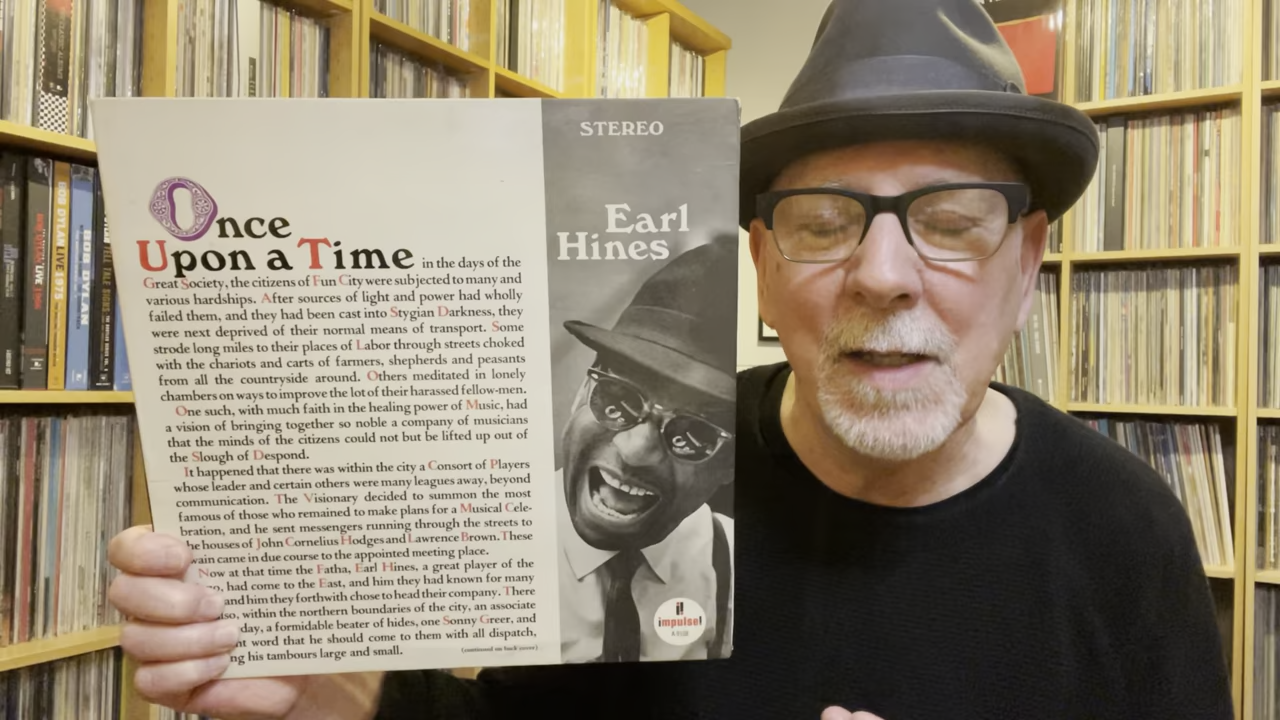 STEREO
Earl
Hines
Once
Upon a Time in the days of the
Great Society, the citizens of Fun City were subjected to many and
various hardships. After sources of light and power had wholly
failed them, and they had been cast into Stygian Darkness, they
were next deprived of their normal means of transport. Some
strode long miles to their places of Labor through streets choked
with the chariots and carts of farmers, shepherds and peasants
from all the countryside around. Others meditated in lonely
chambers on ways to improve the lot of their harassed fellow-men.
One such, with much faith in the healing power of Music, had
a vision of bringing together so noble a company of musicians
that the minds of the citizens could not but be lifted up out of
the Slough of Despond.
It happened that there was within the city a Consort of Players
whose leader and certain others were many leagues away, beyond
communication. The Visionary decided to summon the most
famous of those who remained to make plans for a Musical Cele-
bration, and he sent messengers running through the streets to
he houses of John Cornelius Hodges and Lawrence Brown. These
wain came in due course to the appointed meeting place.
Now at that time the Fatha, Earl Hines, a great player of the
go, had come to the East, and him they had known for many
and him they forthwith chose to head their company. There
lso, within the northern boundaries of the city, an associate
day, a formidable beater of hides, one Sonny Greer, and
nt word that he should come to them with all dispatch,
ng his tambours large and small.
(continued on back cover)
impulse!
A-9108
BOB DYLAN LIVE 1975
BOB DYLAN
TELL TALE SIGNS